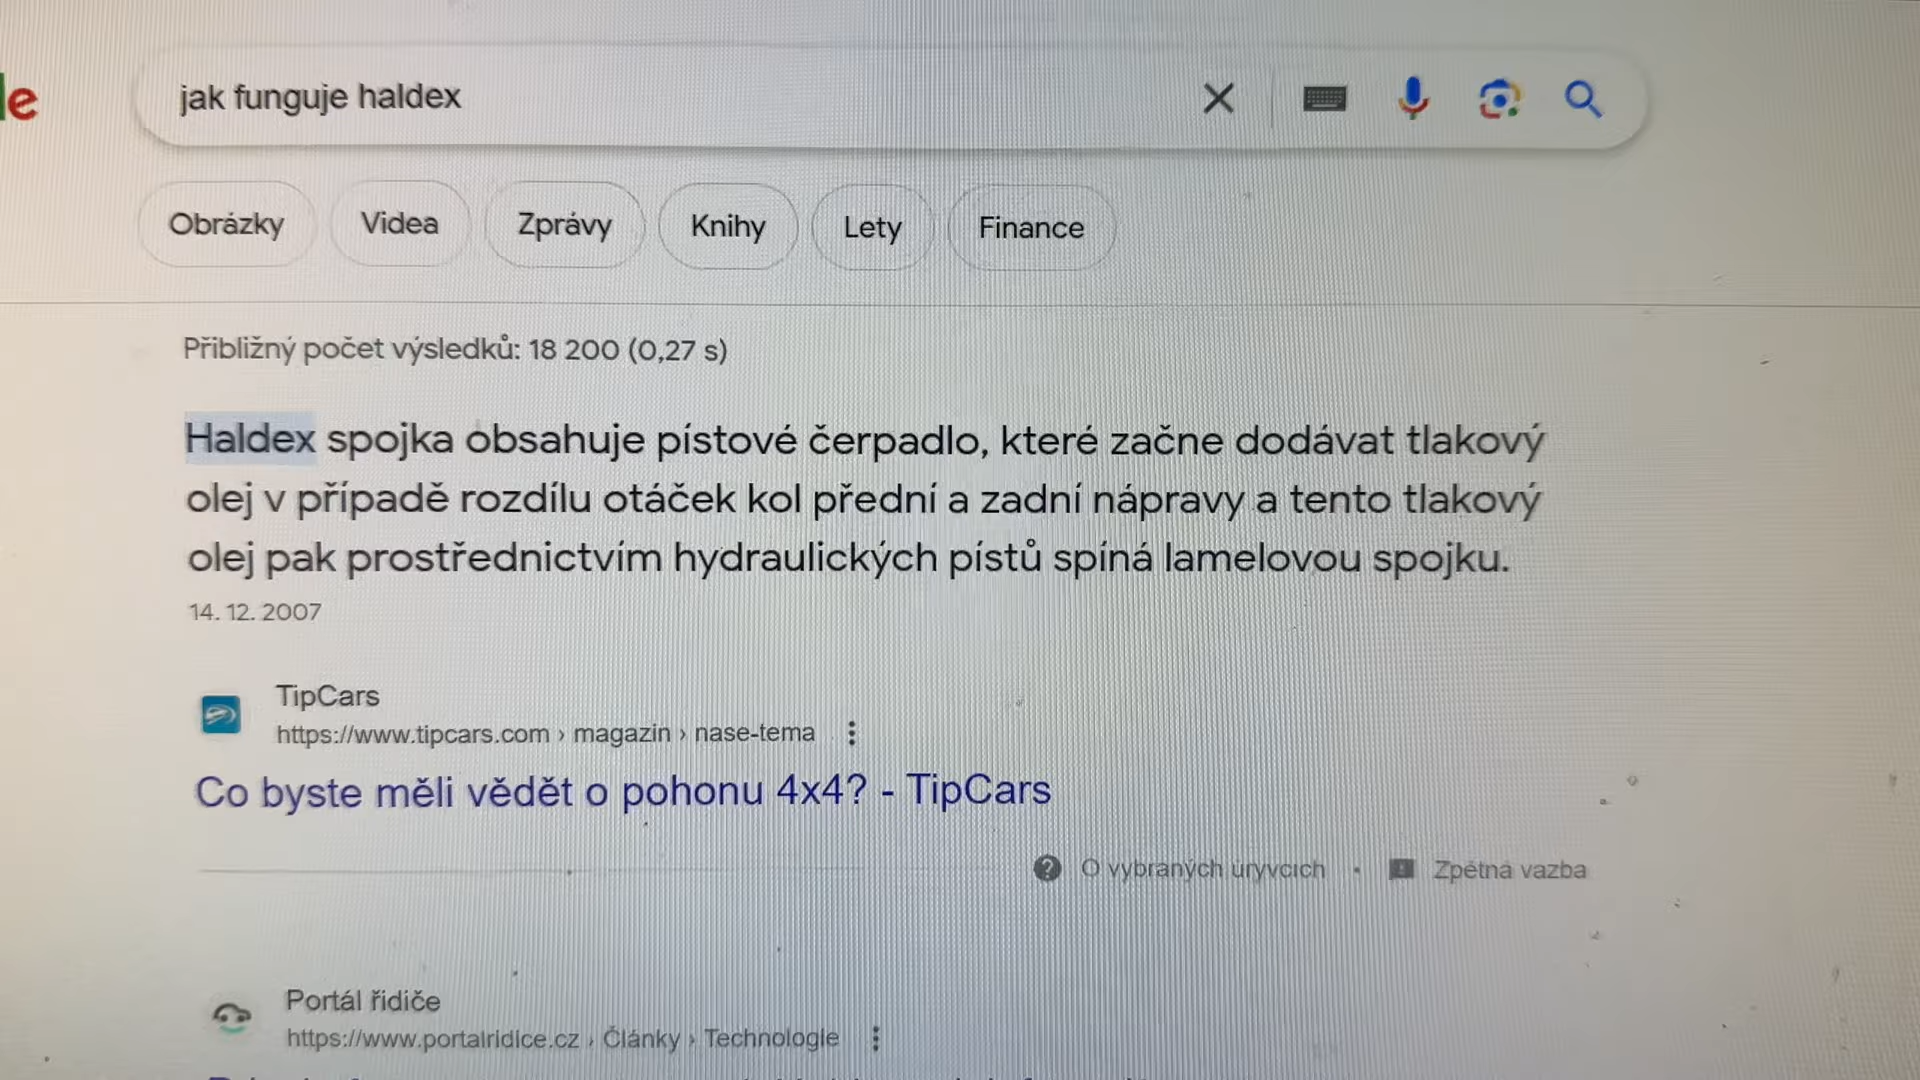 le
jak funguje haldex
Obrázky Videa Zprávy Knihy Lety Finance
Přibližný počet výsledků: 18 200 (0,27 s)
Haldex spojka obsahuje pístové čerpadlo, které začne dodávat tlakový
olej v případě rozdílu otáček kol přední a zadní nápravy a tento tlakový
olej pak prostřednictvím hydraulických pístů spíná lamelovou spojku.
14. 12. 2007
TipCars
https://www.tipcars.com › magazin › nase-tema
Co byste měli vědět o pohonu 4x4? - TipCars
O vybraných úryvcích • Zpětná vazba
Portál řidiče
https://www.portalridice.cz › Články › Technologie